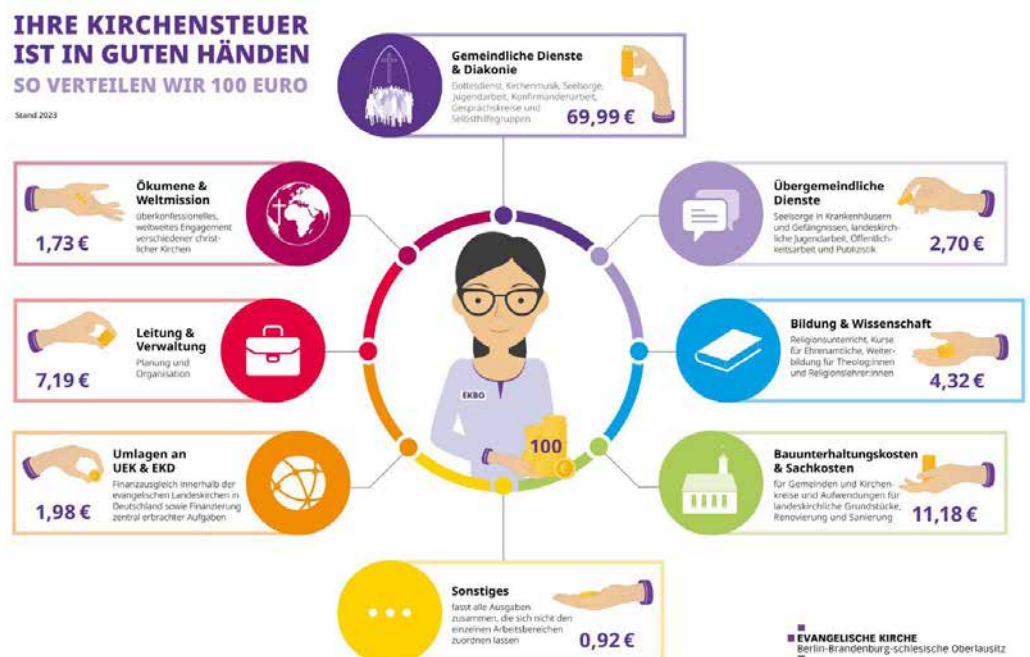 IHRE KIRCHENSTEUER
IST IN GUTEN HÄNDEN
SO VERTEILEN WIR 100 EURO
Stand 2023
Gemeindliche Dienste
& Diakonie
Gottesdienst, Kirchenmusik, Seelsorge,
Jugendarbeit, Konfirmandenarbeit,
Gesprächskreise und
Selbsthilfegruppen
69,99 €
Ökumene &
Weltmission
überkonfessionelles,
weltweites Engagement
verschiedener christ-
licher Kirchen
1,73 €
Übergemeindliche
Dienste
Seelsorge in Krankenhäusern
und Gefängnissen, landeskirch-
liche Jugendarbeit, Öffentlich-
keitsarbeit und Publizistik
2,70 €
Leitung &
Verwaltung
Planung und
Organisation
7,19 €
Bildung & Wissenschaft
Religionsunterricht, Kurse
für Ehrenamtliche, Weiter-
bildung für Theolog:innen
und Religionslehrer:innen
4,32 €
EKBO
100
Umlagen an
UEK & EKD
Finanzausgleich innerhalb der
evangelischen Landeskirchen in
Deutschland sowie Finanzierung
zentral erbrachter Aufgaben
1,98 €
Bauunterhaltungskosten
& Sachkosten
für Gemeinden und Kirchen-
kreise und Aufwendungen für
landeskirchliche Grundstücke,
Renovierung und Sanierung
11,18 €
Sonstiges
fasst alle Ausgaben
zusammen, die sich nicht den
einzelnen Arbeitsbereichen
zuordnen lassen
0,92 €
EVANGELISCHE KIRCHE
Berlin-Brandenburg-schlesische Oberlausitz